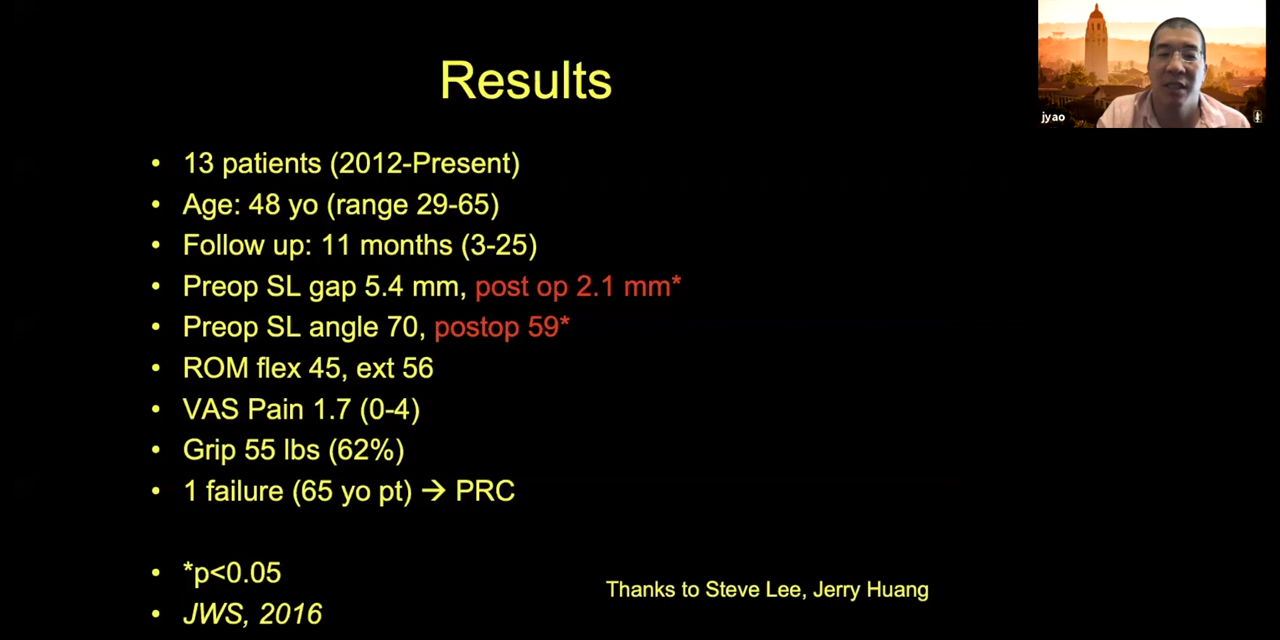 Results
• 13 patients (2012-Present)
• Age: 48 yo (range 29-65)
• Follow up: 11 months (3-25)
• Preop SL gap 5.4 mm, post op 2.1 mm*
• Preop SL angle 70, postop 59*
• ROM flex 45, ext 56
• VAS Pain 1.7 (0-4)
• Grip 55 lbs (62%)
• 1 failure (65 yo pt) → PRC
• *p<0.05
• JWS, 2016
Thanks to Steve Lee, Jerry Huang
jyao